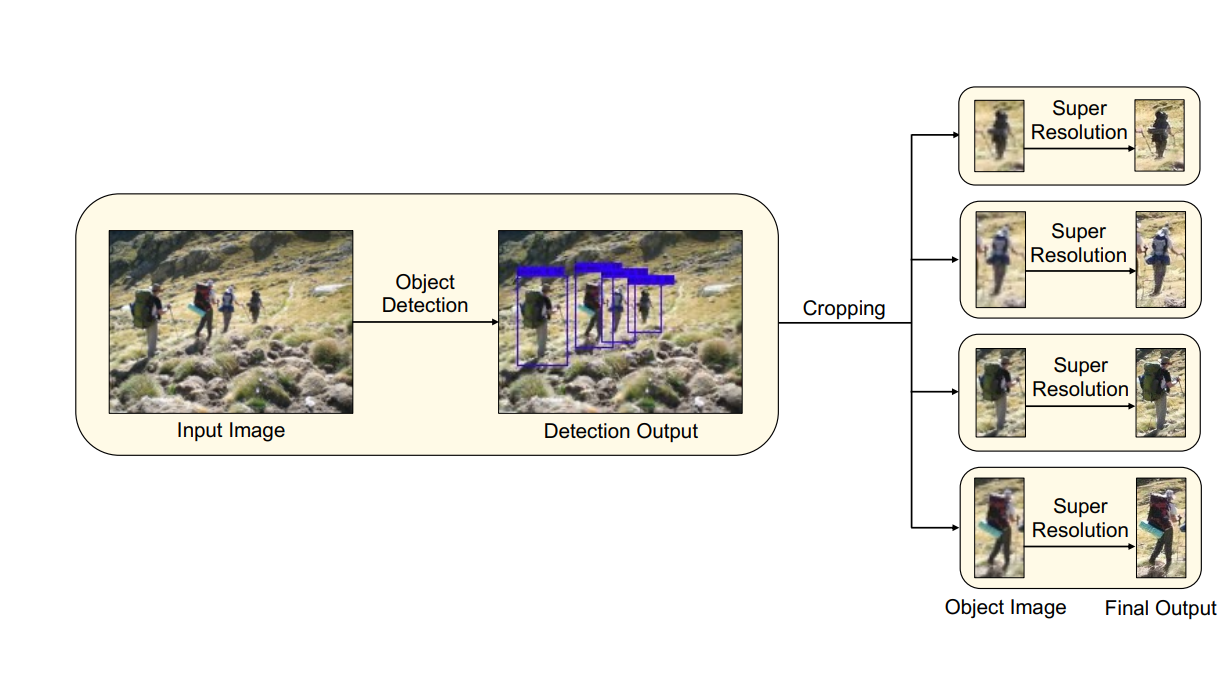 Input Image
Object
Detection
Detection Output
Cropping
Super
Resolution
Super
Resolution
Super
Resolution
Super
Resolution
Object Image
Final Output